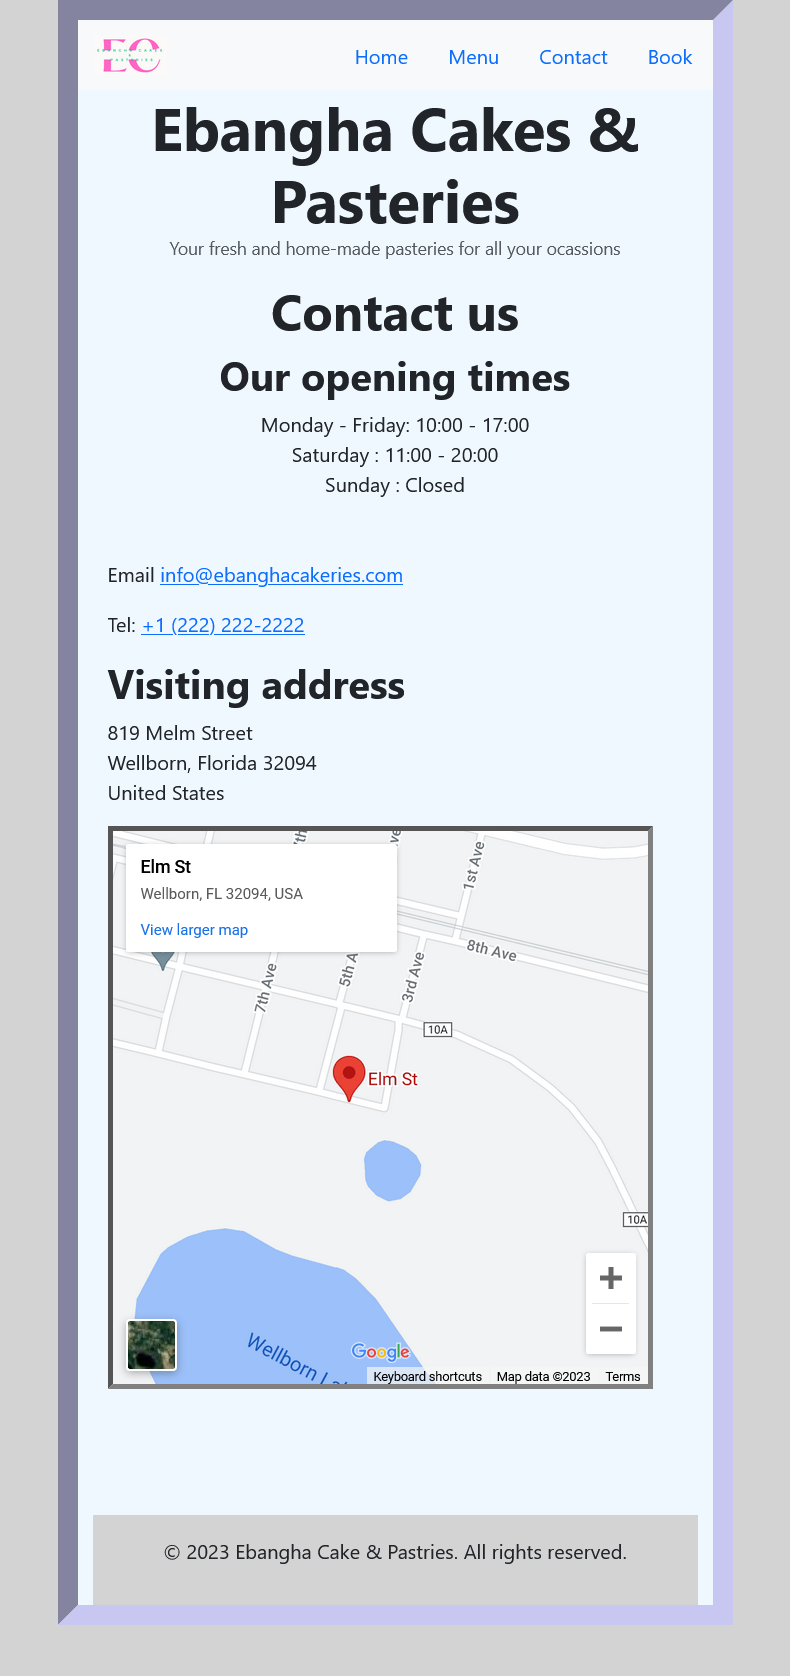 EC
EBANGHA CAKES
PASTERIES
Home Menu Contact Book
Ebangha Cakes &
Pasteries
Your fresh and home-made pasteries for all your ocassions
Contact us
Our opening times
Monday - Friday: 10:00 - 17:00
Saturday : 11:00 - 20:00
Sunday : Closed
Email info@ebanghacakeries.com
Tel: +1 (222) 222-2222
Visiting address
819 Melm Street
Wellborn, Florida 32094
United States
Elm St
Wellborn, FL 32094, USA
View larger map
1st Ave
8th Ave
7th Ave
3rd Ave
10A
Elm St
10A
Wellborn
Google
Keyboard shortcuts Map data ©2023 Terms
© 2023 Ebangha Cake & Pastries. All rights reserved.